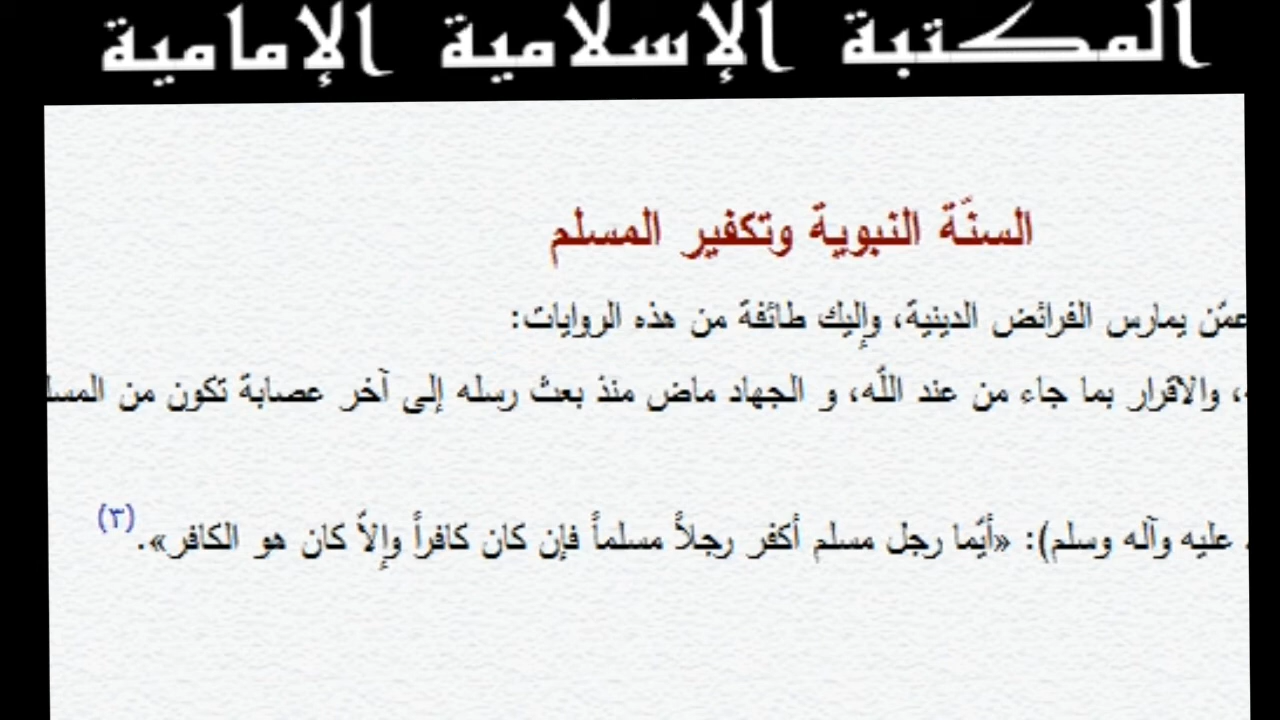 المكتبة الإسلامية الإمامية
السنّة النبوية وتكفير المسلم
عمّن يمارس الفرائض الدينية، وإليك طائفة من هذه الروايات:
، والاقرار بما جاء من عند اللّه، و الجهاد ماض منذ بعث رسله إلى آخر عصابة تكون من
عليه وآله وسلم): «أيّما رجل مسلم أكفر رجلاً مسلماً فإن كان كافراً وإلاّ كان هو الكافر».(٣)